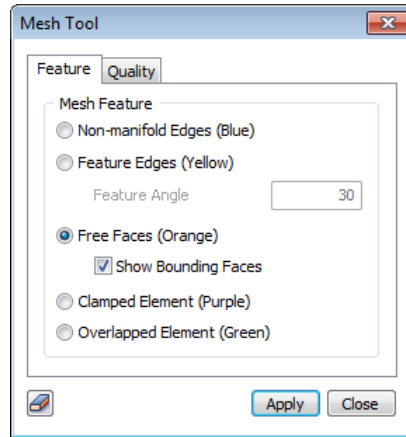 Mesh Tool
Feature Quality
Mesh Feature
Non-manifold Edges (Blue)
Feature Edges (Yellow)
Feature Angle 30
Free Faces (Orange)
Show Bounding Faces
Clamped Element (Purple)
Overlapped Element (Green)
Apply Close